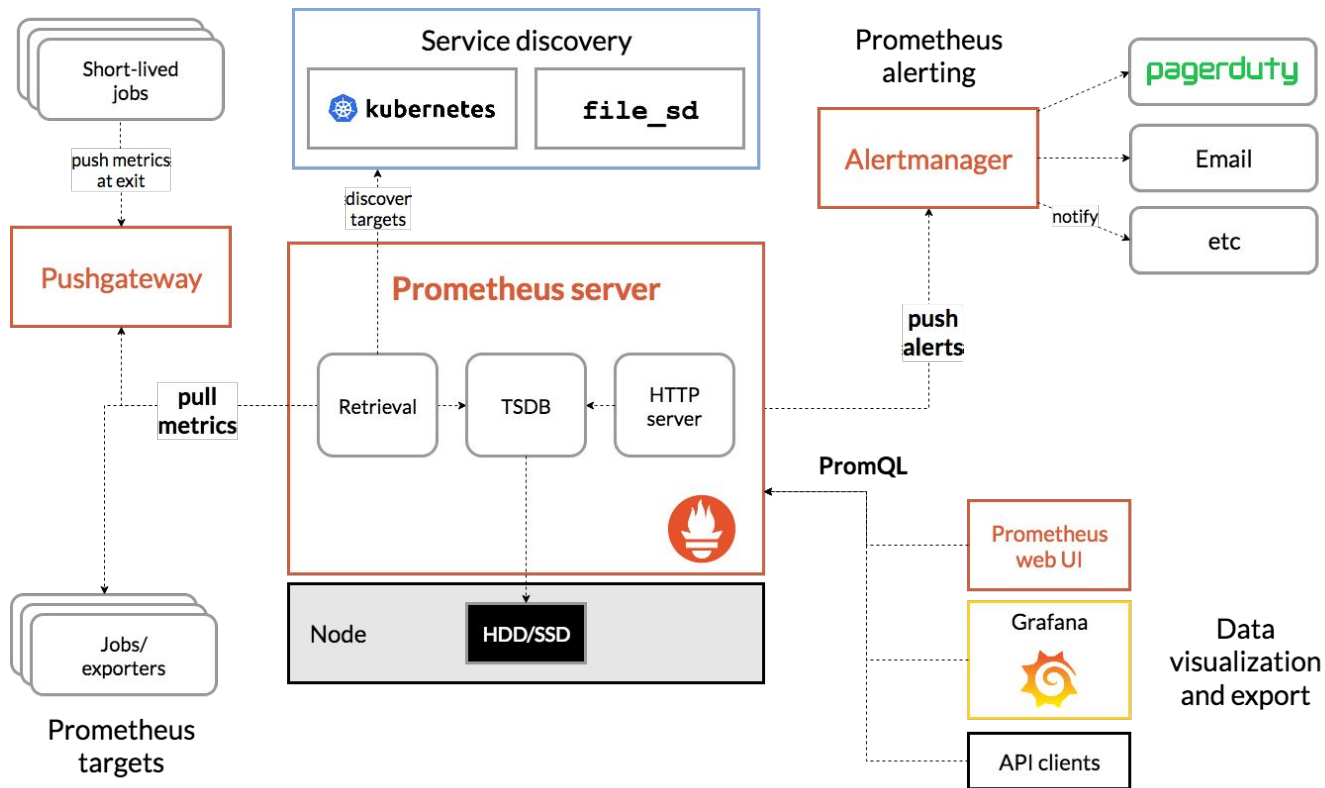 Short-lived
jobs
push metrics
at exit
Pushgateway
Service discovery
kubernetes
file_sd
discover
targets
Prometheus
alerting
Alertmanager
pagerduty
Email
notify
etc
Prometheus server
Retrieval
TSDB
HTTP
server
pull
metrics
push
alerts
PromQL
Node
HDD/SSD
Jobs/
exporters
Prometheus
targets
Prometheus
web UI
Grafana
API clients
Data
visualization
and export